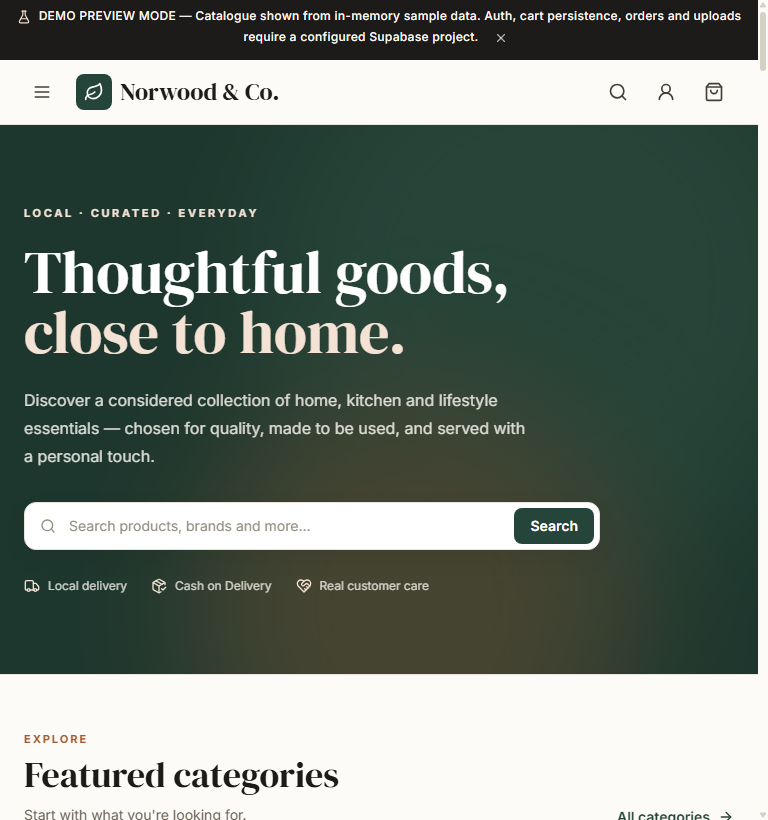 DEMO PREVIEW MODE — Catalogue shown from in-memory sample data. Auth, cart persistence, orders and uploads
require a configured Supabase project.
Norwood & Co.
LOCAL · CURATED · EVERYDAY
Thoughtful goods,
close to home.
Discover a considered collection of home, kitchen and lifestyle
essentials — chosen for quality, made to be used, and served with
a personal touch.
Search products, brands and more...
Search
Local delivery
Cash on Delivery
Real customer care
EXPLORE
Featured categories
Start with what you're looking for.
All categories